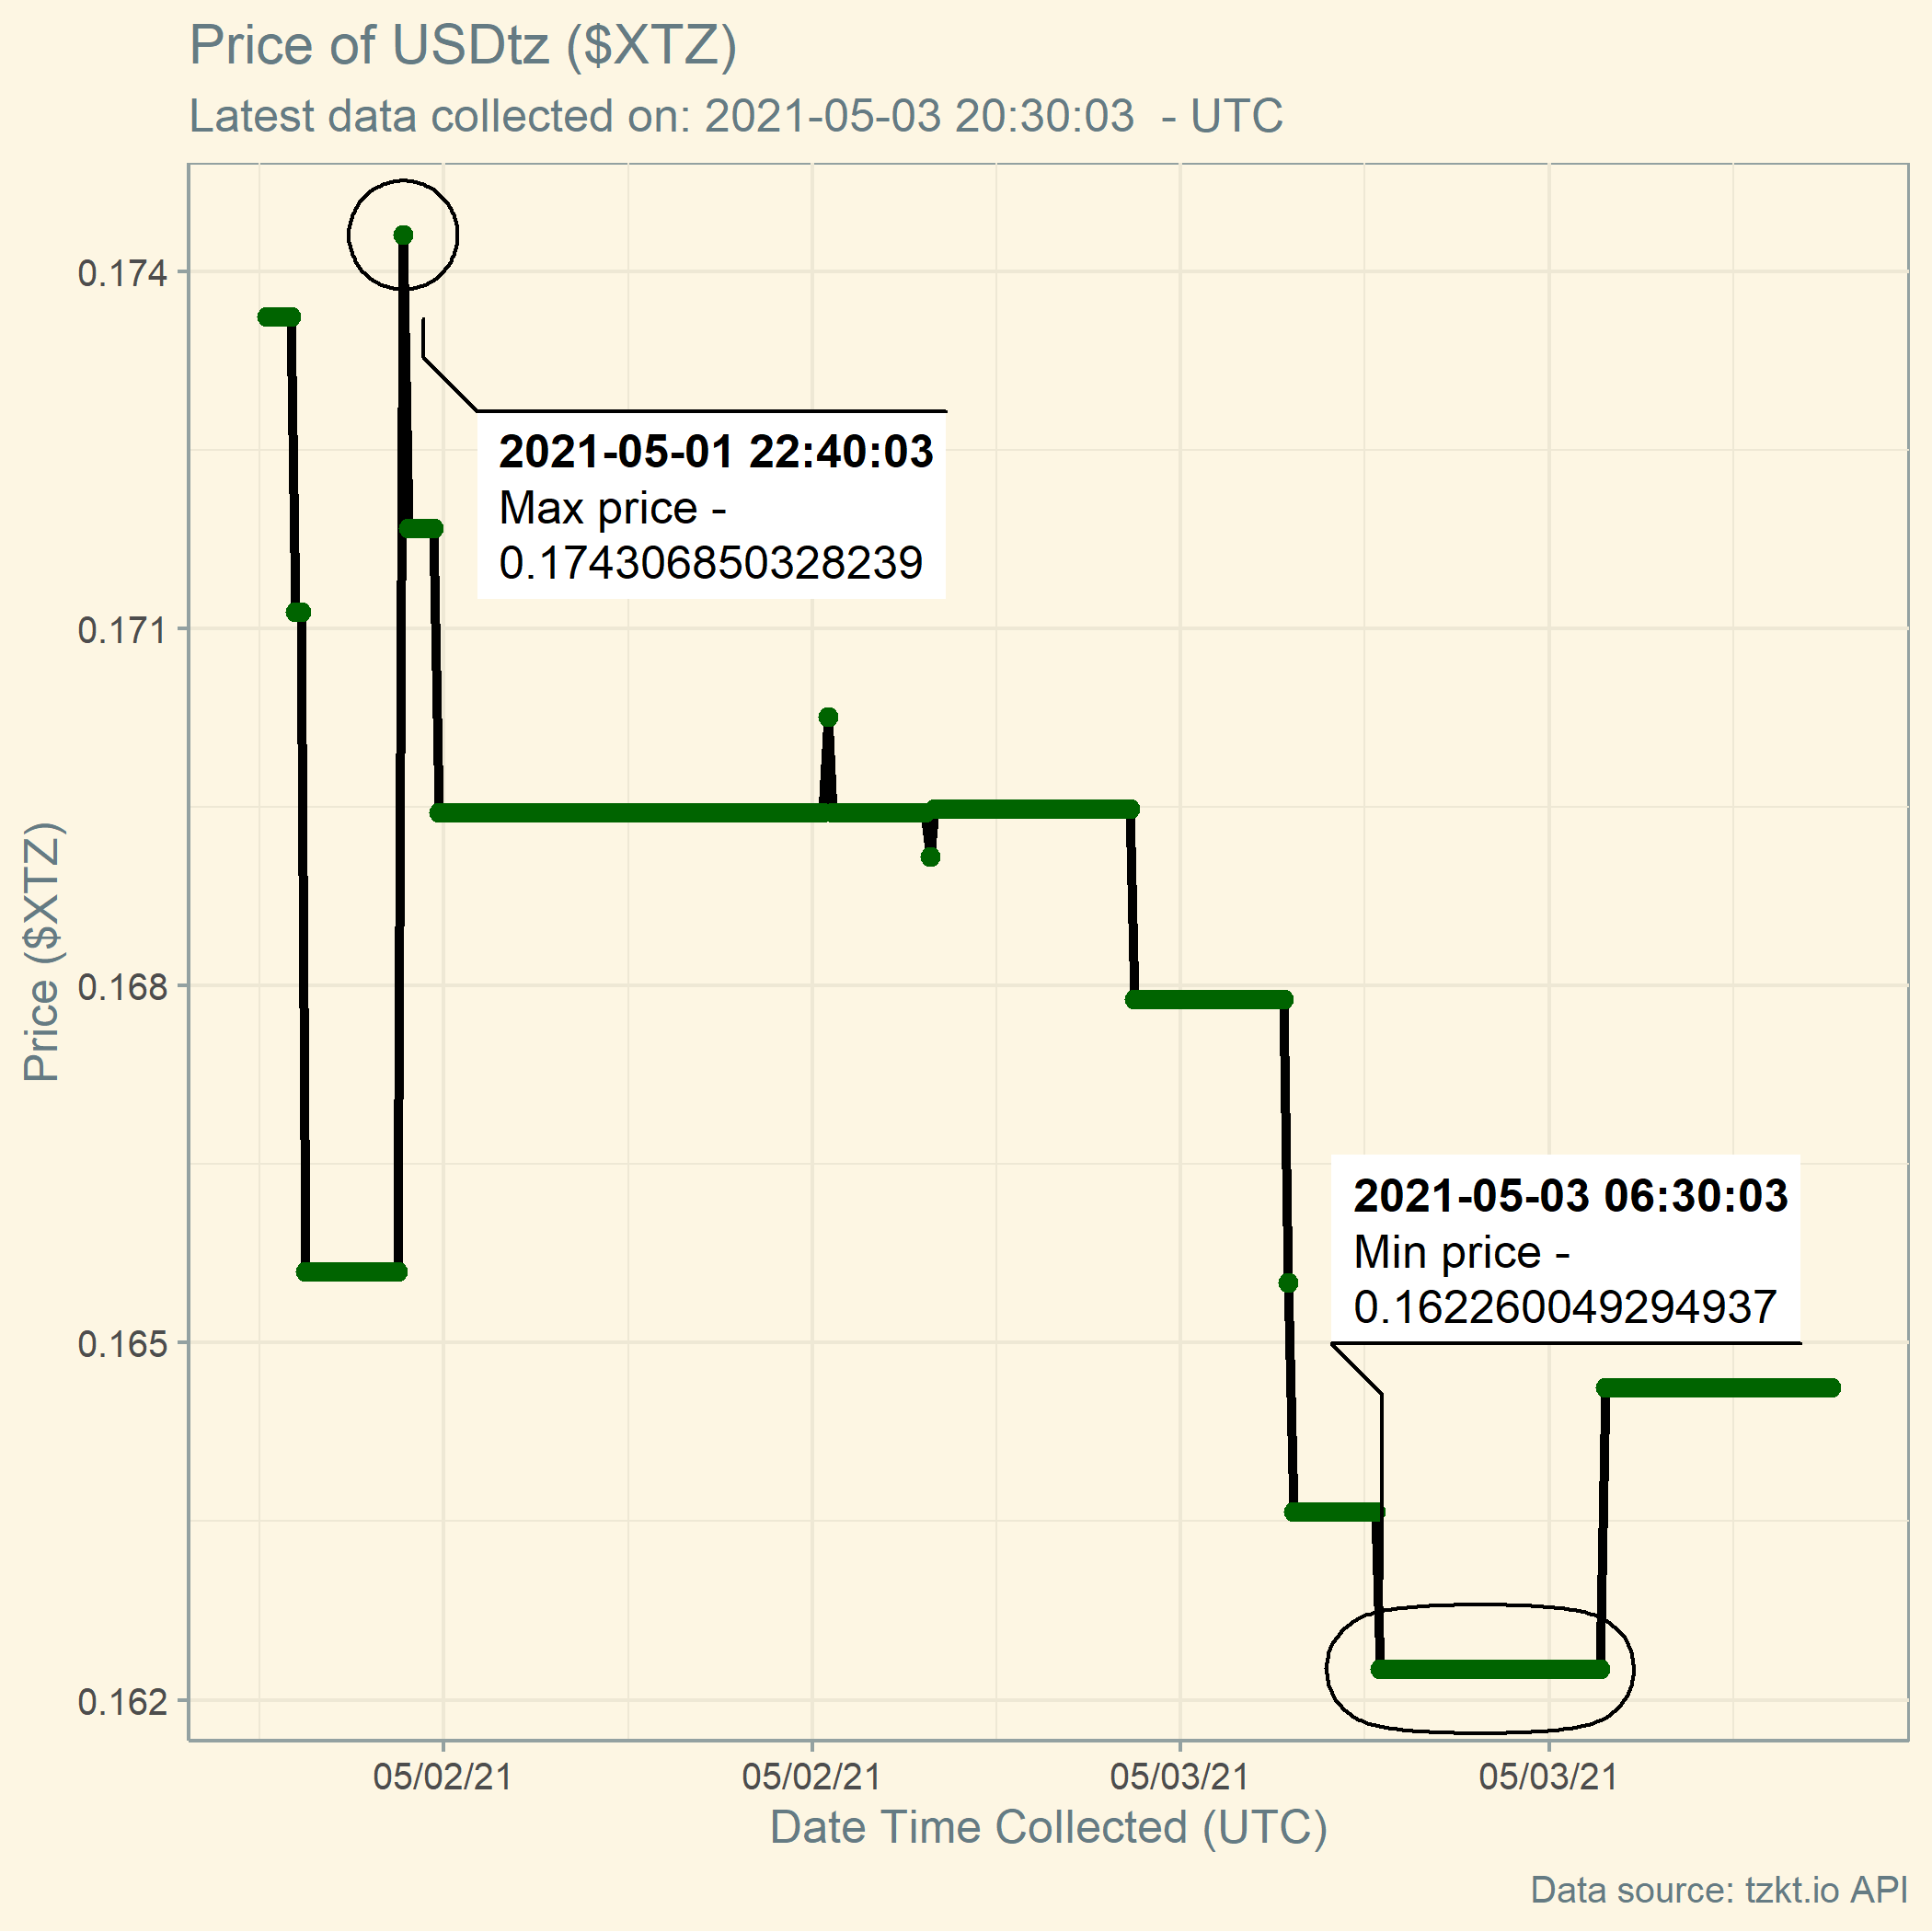 Price of USDtz ($XTZ)
Latest data collected on: 2021-05-03 20:30:03  - UTC
0.174
0.171
0.168
0.165
0.162
Price ($XTZ)
2021-05-01 22:40:03
Max price -
0.174306850328239
2021-05-03 06:30:03
Min price -
0.162260049294937
05/02/21
05/02/21
05/03/21
05/03/21
Date Time Collected (UTC)
Data source: tzkt.io API